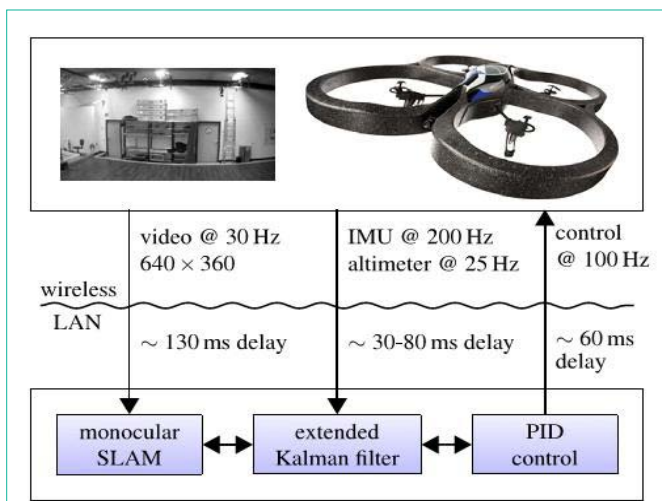 video @ 30 Hz
640 × 360
IMU @ 200 Hz
altimeter @ 25 Hz
control
@ 100 Hz
wireless
LAN
~ 130 ms delay
~ 30-80 ms delay
~ 60 ms
delay
monocular
SLAM
extended
Kalman filter
PID
control